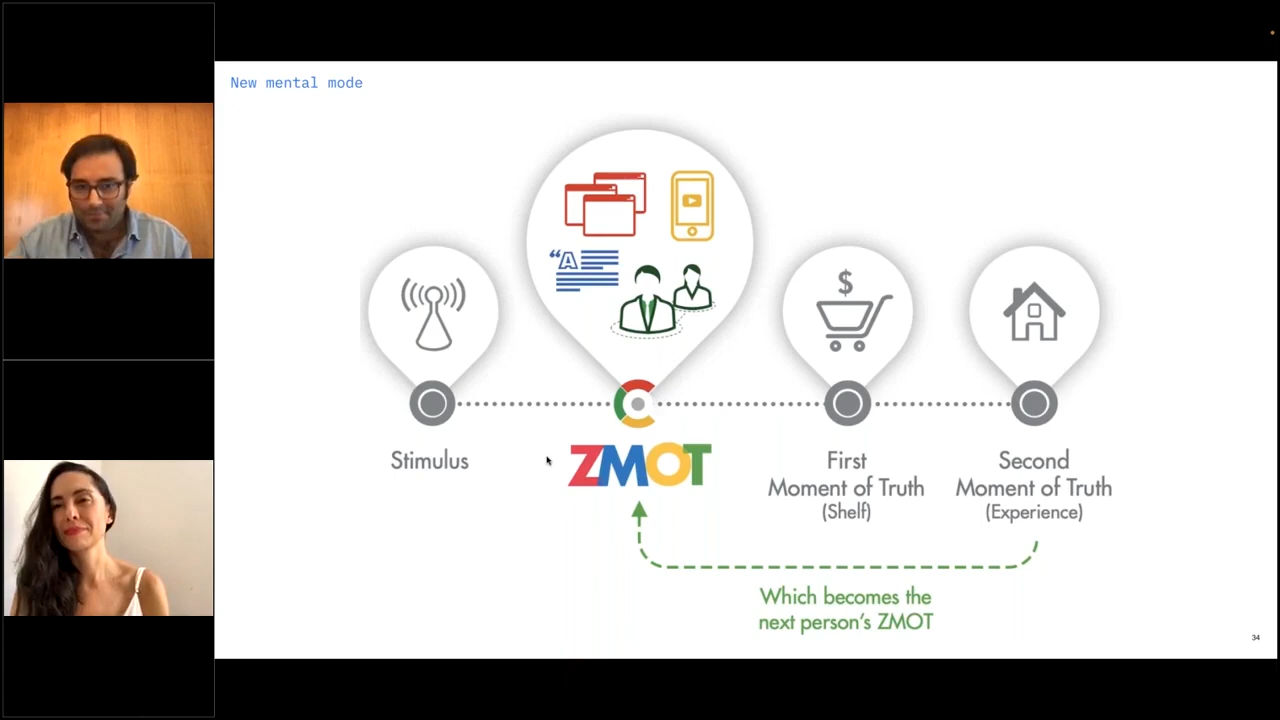 New mental mode
$
“A
Stimulus
ZMOT
First
Moment of Truth
(Shelf)
Second
Moment of Truth
(Experience)
Which becomes the
next person's ZMOT
34